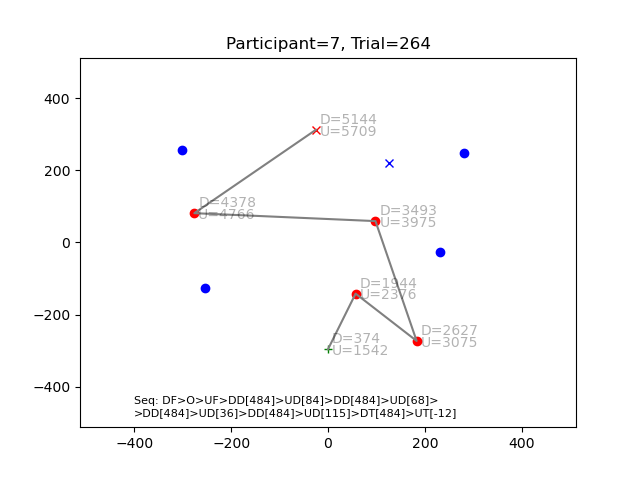 Participant=7, Trial=264
400
200
0
−200
−400
−400
−200
0
200
400
D=5144
U=5709
D=4378
U=4766
D=3493
U=3975
D=1944
U=2376
D=2627
U=3075
D=374
U=1542
Seq: DF>O>UF>DD[484]>UD[84]>DD[484]>UD[68]>
>DD[484]>UD[36]>DD[484]>UD[115]>DT[484]>UT[-12]